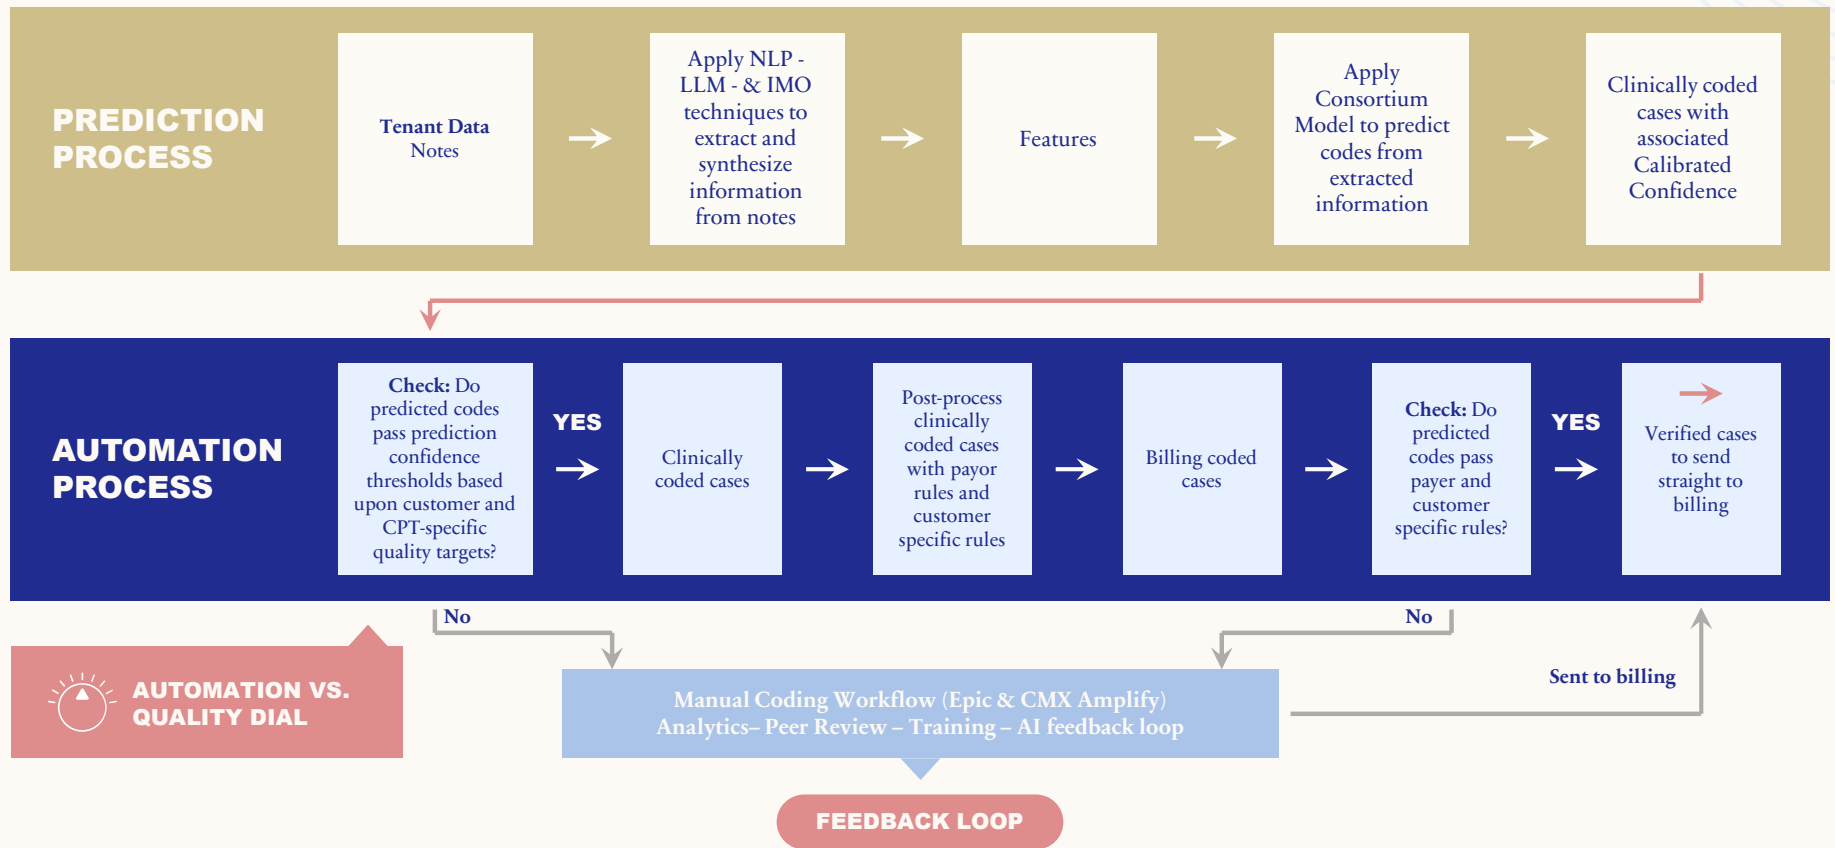 PREDICTION
PROCESS
Tenant Data
Notes
Apply NLP -
LLM - & IMO
techniques to
extract and
synthesize
information
from notes
Features
Apply
Consortium
Model to predict
codes from
extracted
information
Clinically coded
cases with
associated
Calibrated
Confidence
AUTOMATION
PROCESS
Check: Do
predicted codes
pass prediction
confidence
thresholds based
upon customer and
CPT-specific
quality targets?
YES
Clinically
coded cases
Post-process
clinically
coded cases
with payor
rules and
customer
specific rules
Billing coded
cases
Check: Do
predicted
codes pass
payer and
customer
specific rules?
YES
Verified cases
to send
straight to
billing
No
No
AUTOMATION VS.
QUALITY DIAL
Manual Coding Workflow (Epic & CMX Amplify)
Analytics– Peer Review – Training – AI feedback loop
Sent to billing
FEEDBACK LOOP